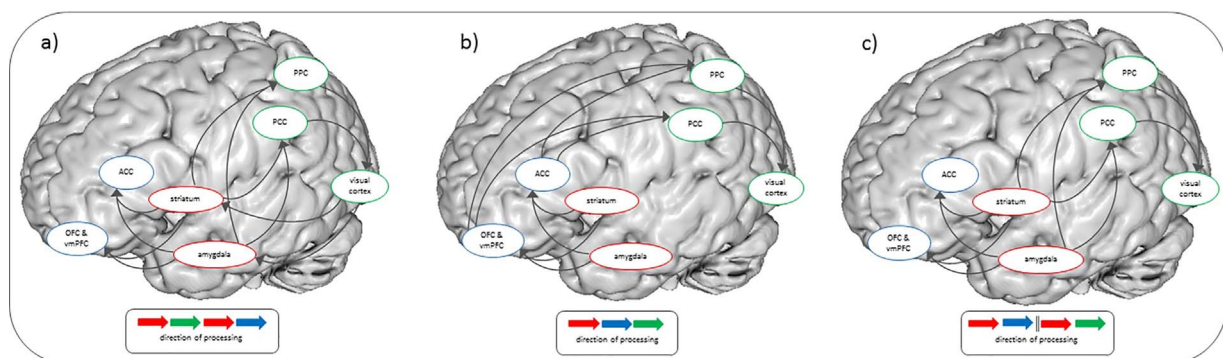 a)
PPC
PCC
ACC
visual
cortex
striatum
OFC &
vmPFC
amygdala
direction of processing
b)
PPC
PCC
ACC
visual
cortex
striatum
OFC &
vmPFC
amygdala
direction of processing
c)
PPC
PCC
ACC
visual
cortex
striatum
OFC &
vmPFC
amygdala
direction of processing